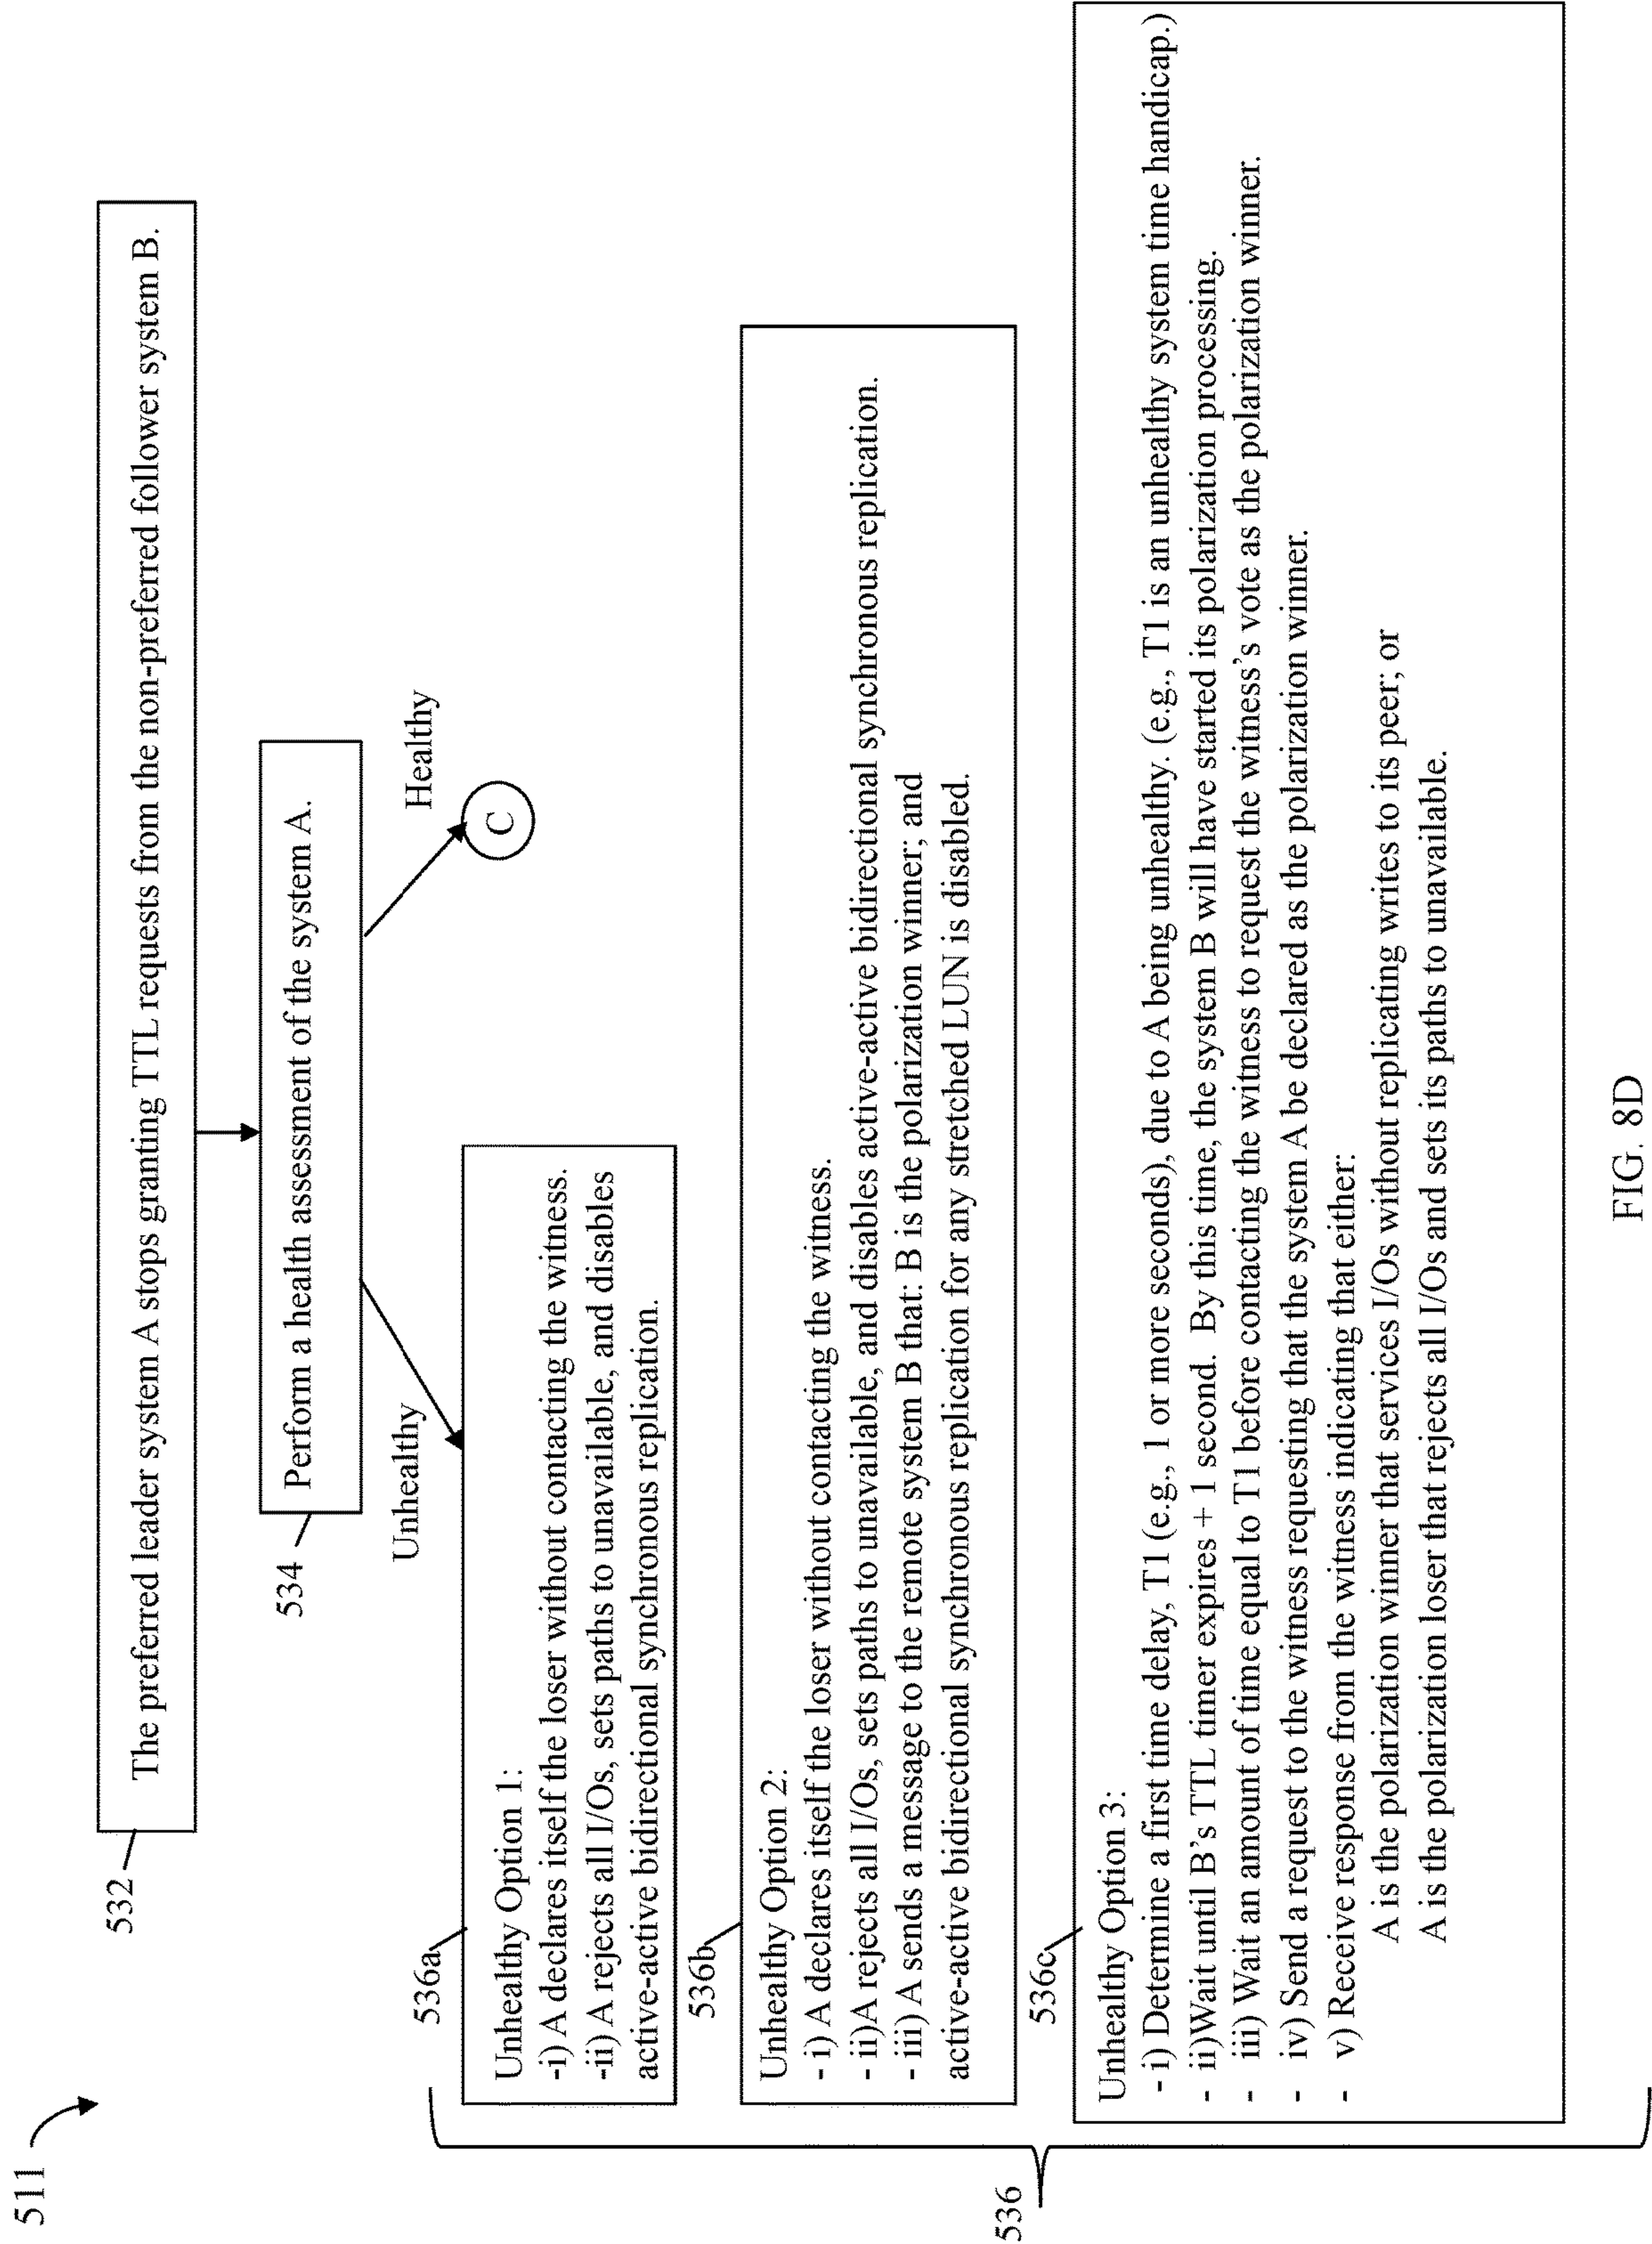 511
532
The preferred leader system A stops granting TTL requests from the non-preferred follower system B.
534
Perform a health assessment of the system A.
Unhealthy
Healthy
C
536
536a
Unhealthy Option 1:
-i) A declares itself the loser without contacting the witness.
-ii) A rejects all I/Os, sets paths to unavailable, and disables
active-active bidirectional synchronous replication.
536b
Unhealthy Option 2:
- i) A declares itself the loser without contacting the witness.
- ii)A rejects all I/Os, sets paths to unavailable, and disables active-active bidirectional synchronous replication.
- iii) A sends a message to the remote system B that: B is the polarization winner; and
active-active bidirectional synchronous replication for any stretched LUN is disabled.
536c
Unhealthy Option 3:
- i) Determine a first time delay, T1 (e.g., 1 or more seconds), due to A being unhealthy. (e.g., T1 is an unhealthy system time handicap.)
- ii)Wait until B's TTL timer expires + 1 second. By this time, the system B will have started its polarization processing.
- iii) Wait an amount of time equal to T1 before contacting the witness to request the witness's vote as the polarization winner.
- iv) Send a request to the witness requesting that the system A be declared as the polarization winner.
- v) Receive response from the witness indicating that either:
A is the polarization winner that services I/Os without replicating writes to its peer; or
A is the polarization loser that rejects all I/Os and sets its paths to unavailable.
FIG. 8D